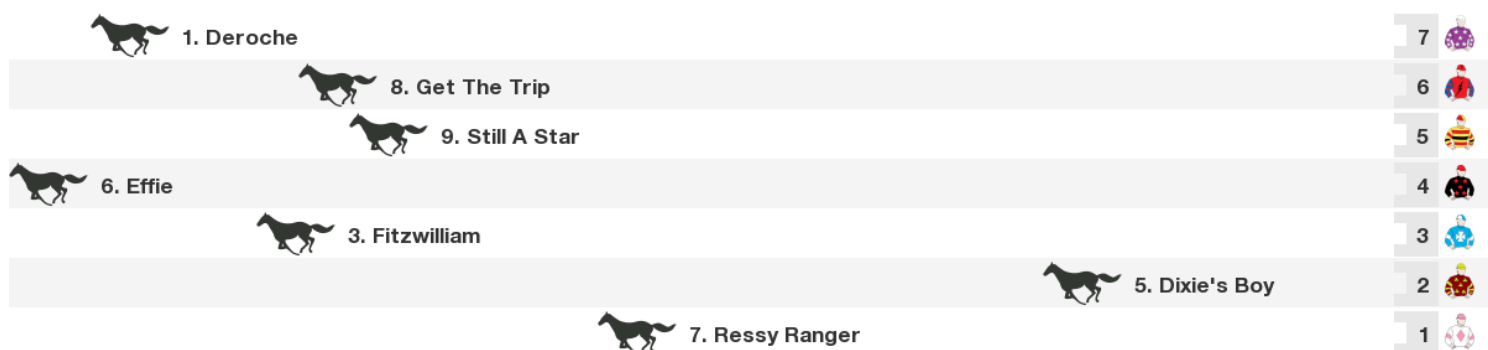 1. Deroche 7
8. Get The Trip 6
9. Still A Star 5
6. Effie 4
3. Fitzwilliam 3
5. Dixie's Boy 2
7. Ressy Ranger 1